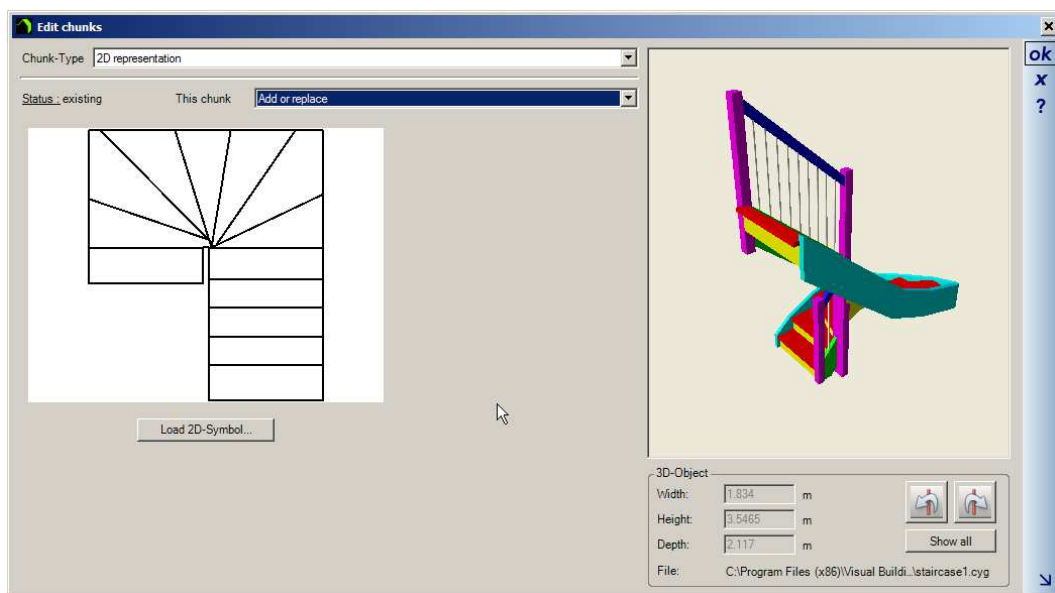 Edit chunks
Chunk-Type 2D representation
Status : existing This chunk Add or replace
Load 2D-Symbol...
ok
x
?
3D-Object
Width: 1.834 m
Height: 3.5465 m
Depth: 2.117 m
Show all
File: C:\Program Files (x86)\Visual Buildi...\staircase1.cyg